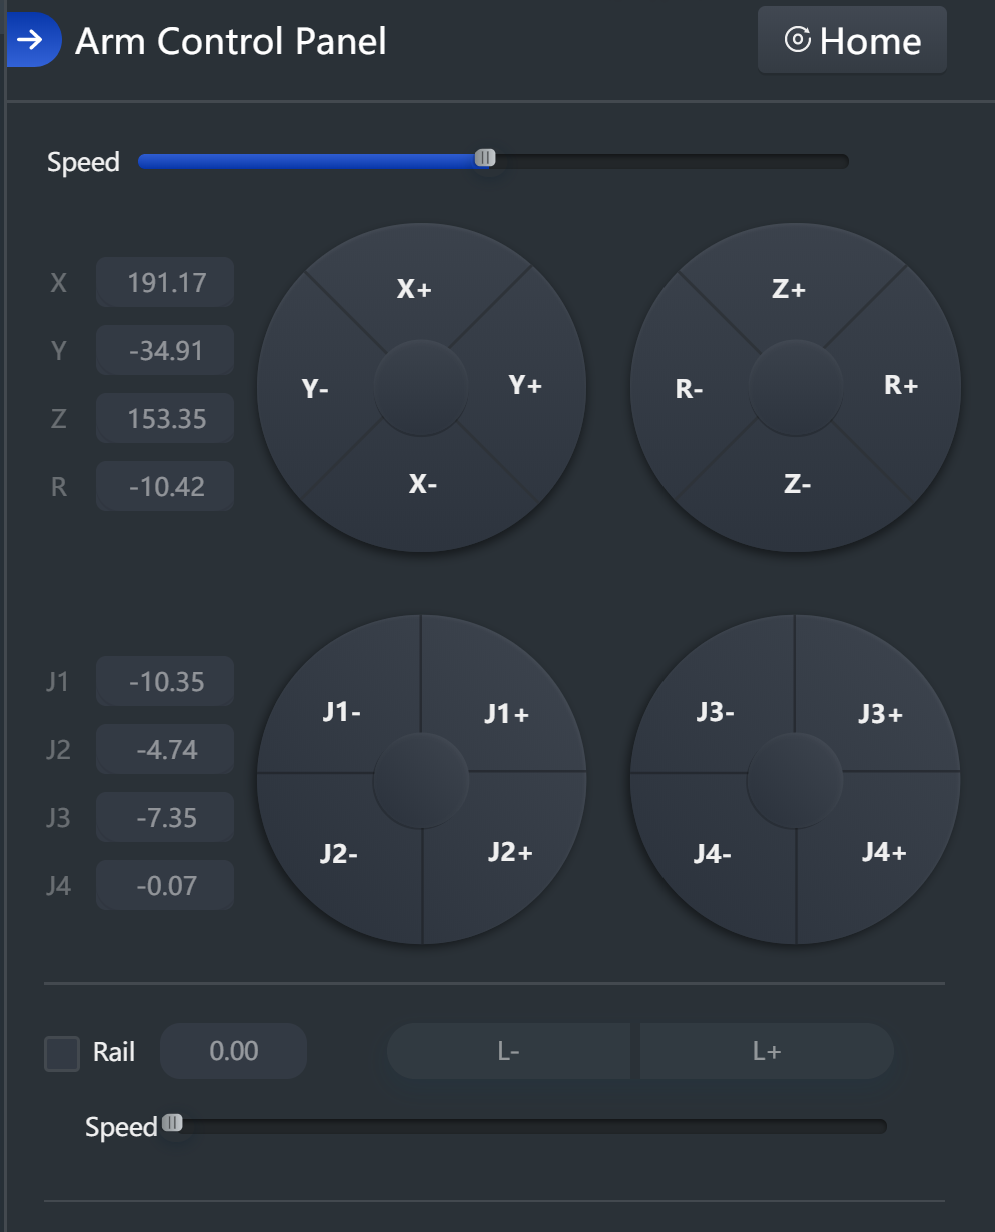 Arm Control Panel
Home
Speed
X 191.17
Y -34.91
Z 153.35
R -10.42
X+
Y- Y+
X-
Z+
R- R+
Z-
J1 -10.35
J2 -4.74
J3 -7.35
J4 -0.07
J1- J1+
J2- J2+
J3- J3+
J4- J4+
Rail 0.00 L- L+
Speed